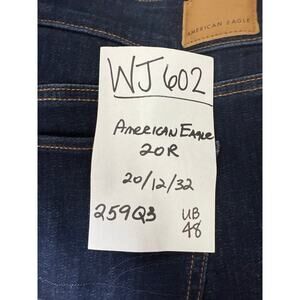 AMERICAN EAGLE
WJ602
AMERICAN EAGLE
20R
20/12/32
259Q3
UB
48